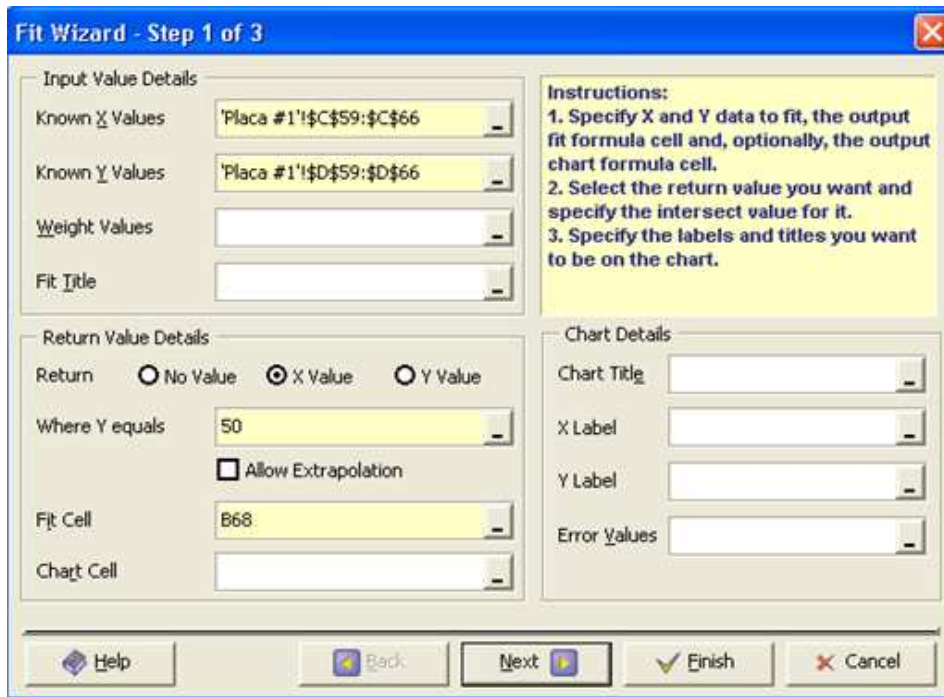 Fit Wizard - Step 1 of 3
Input Value Details
Known X Values
'Placa #1'!$C$59:$C$66
Known Y Values
'Placa #1'!$D$59:$D$66
Weight Values
Fit Title
Instructions:
1. Specify X and Y data to fit, the output
fit formula cell and, optionally, the output
chart formula cell.
2. Select the return value you want and
specify the intersect value for it.
3. Specify the labels and titles you want
to be on the chart.
Return Value Details
Return No Value X Value Y Value
Where Y equals
50
Allow Extrapolation
Fit Cell
B68
Chart Cell
Chart Details
Chart Title
X Label
Y Label
Error Values
Help Back Next Finish Cancel